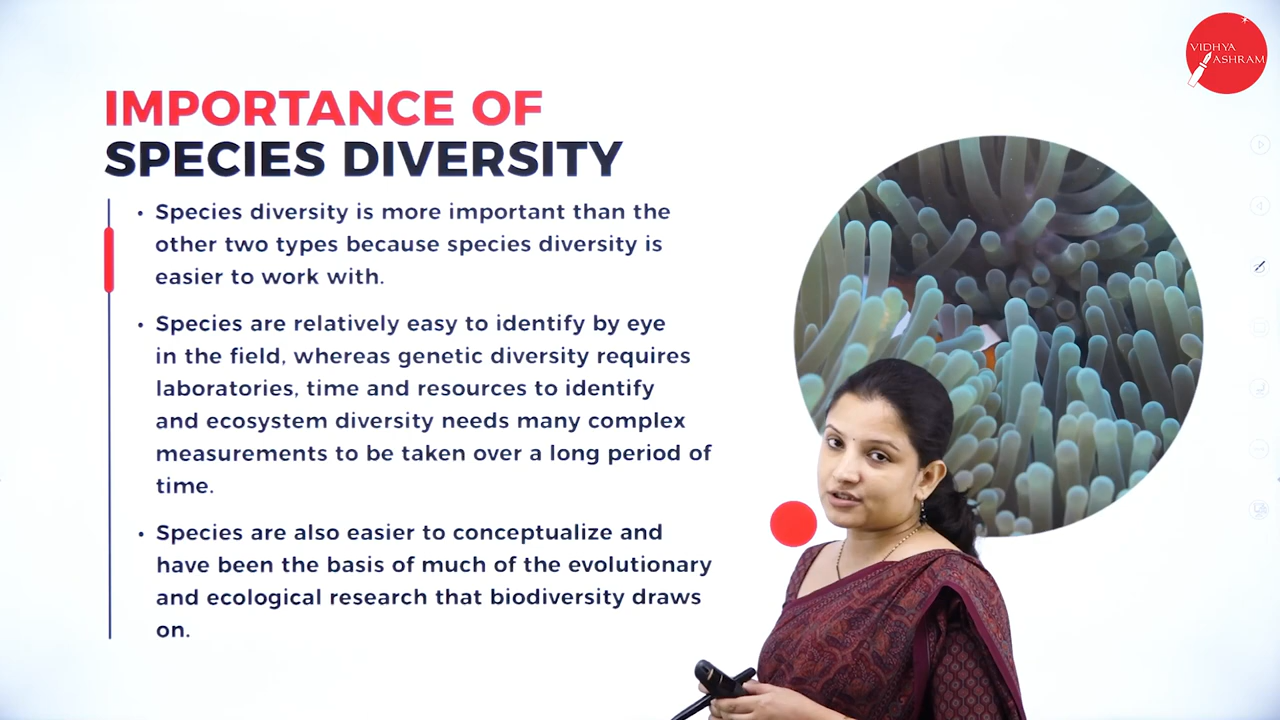 VIDHYA
ASHRAM
IMPORTANCE OF
SPECIES DIVERSITY
• Species diversity is more important than the
other two types because species diversity is
easier to work with.
• Species are relatively easy to identify by eye
in the field, whereas genetic diversity requires
laboratories, time and resources to identify
and ecosystem diversity needs many complex
measurements to be taken over a long period of
time.
• Species are also easier to conceptualize and
have been the basis of much of the evolutionary
and ecological research that biodiversity draws
on.